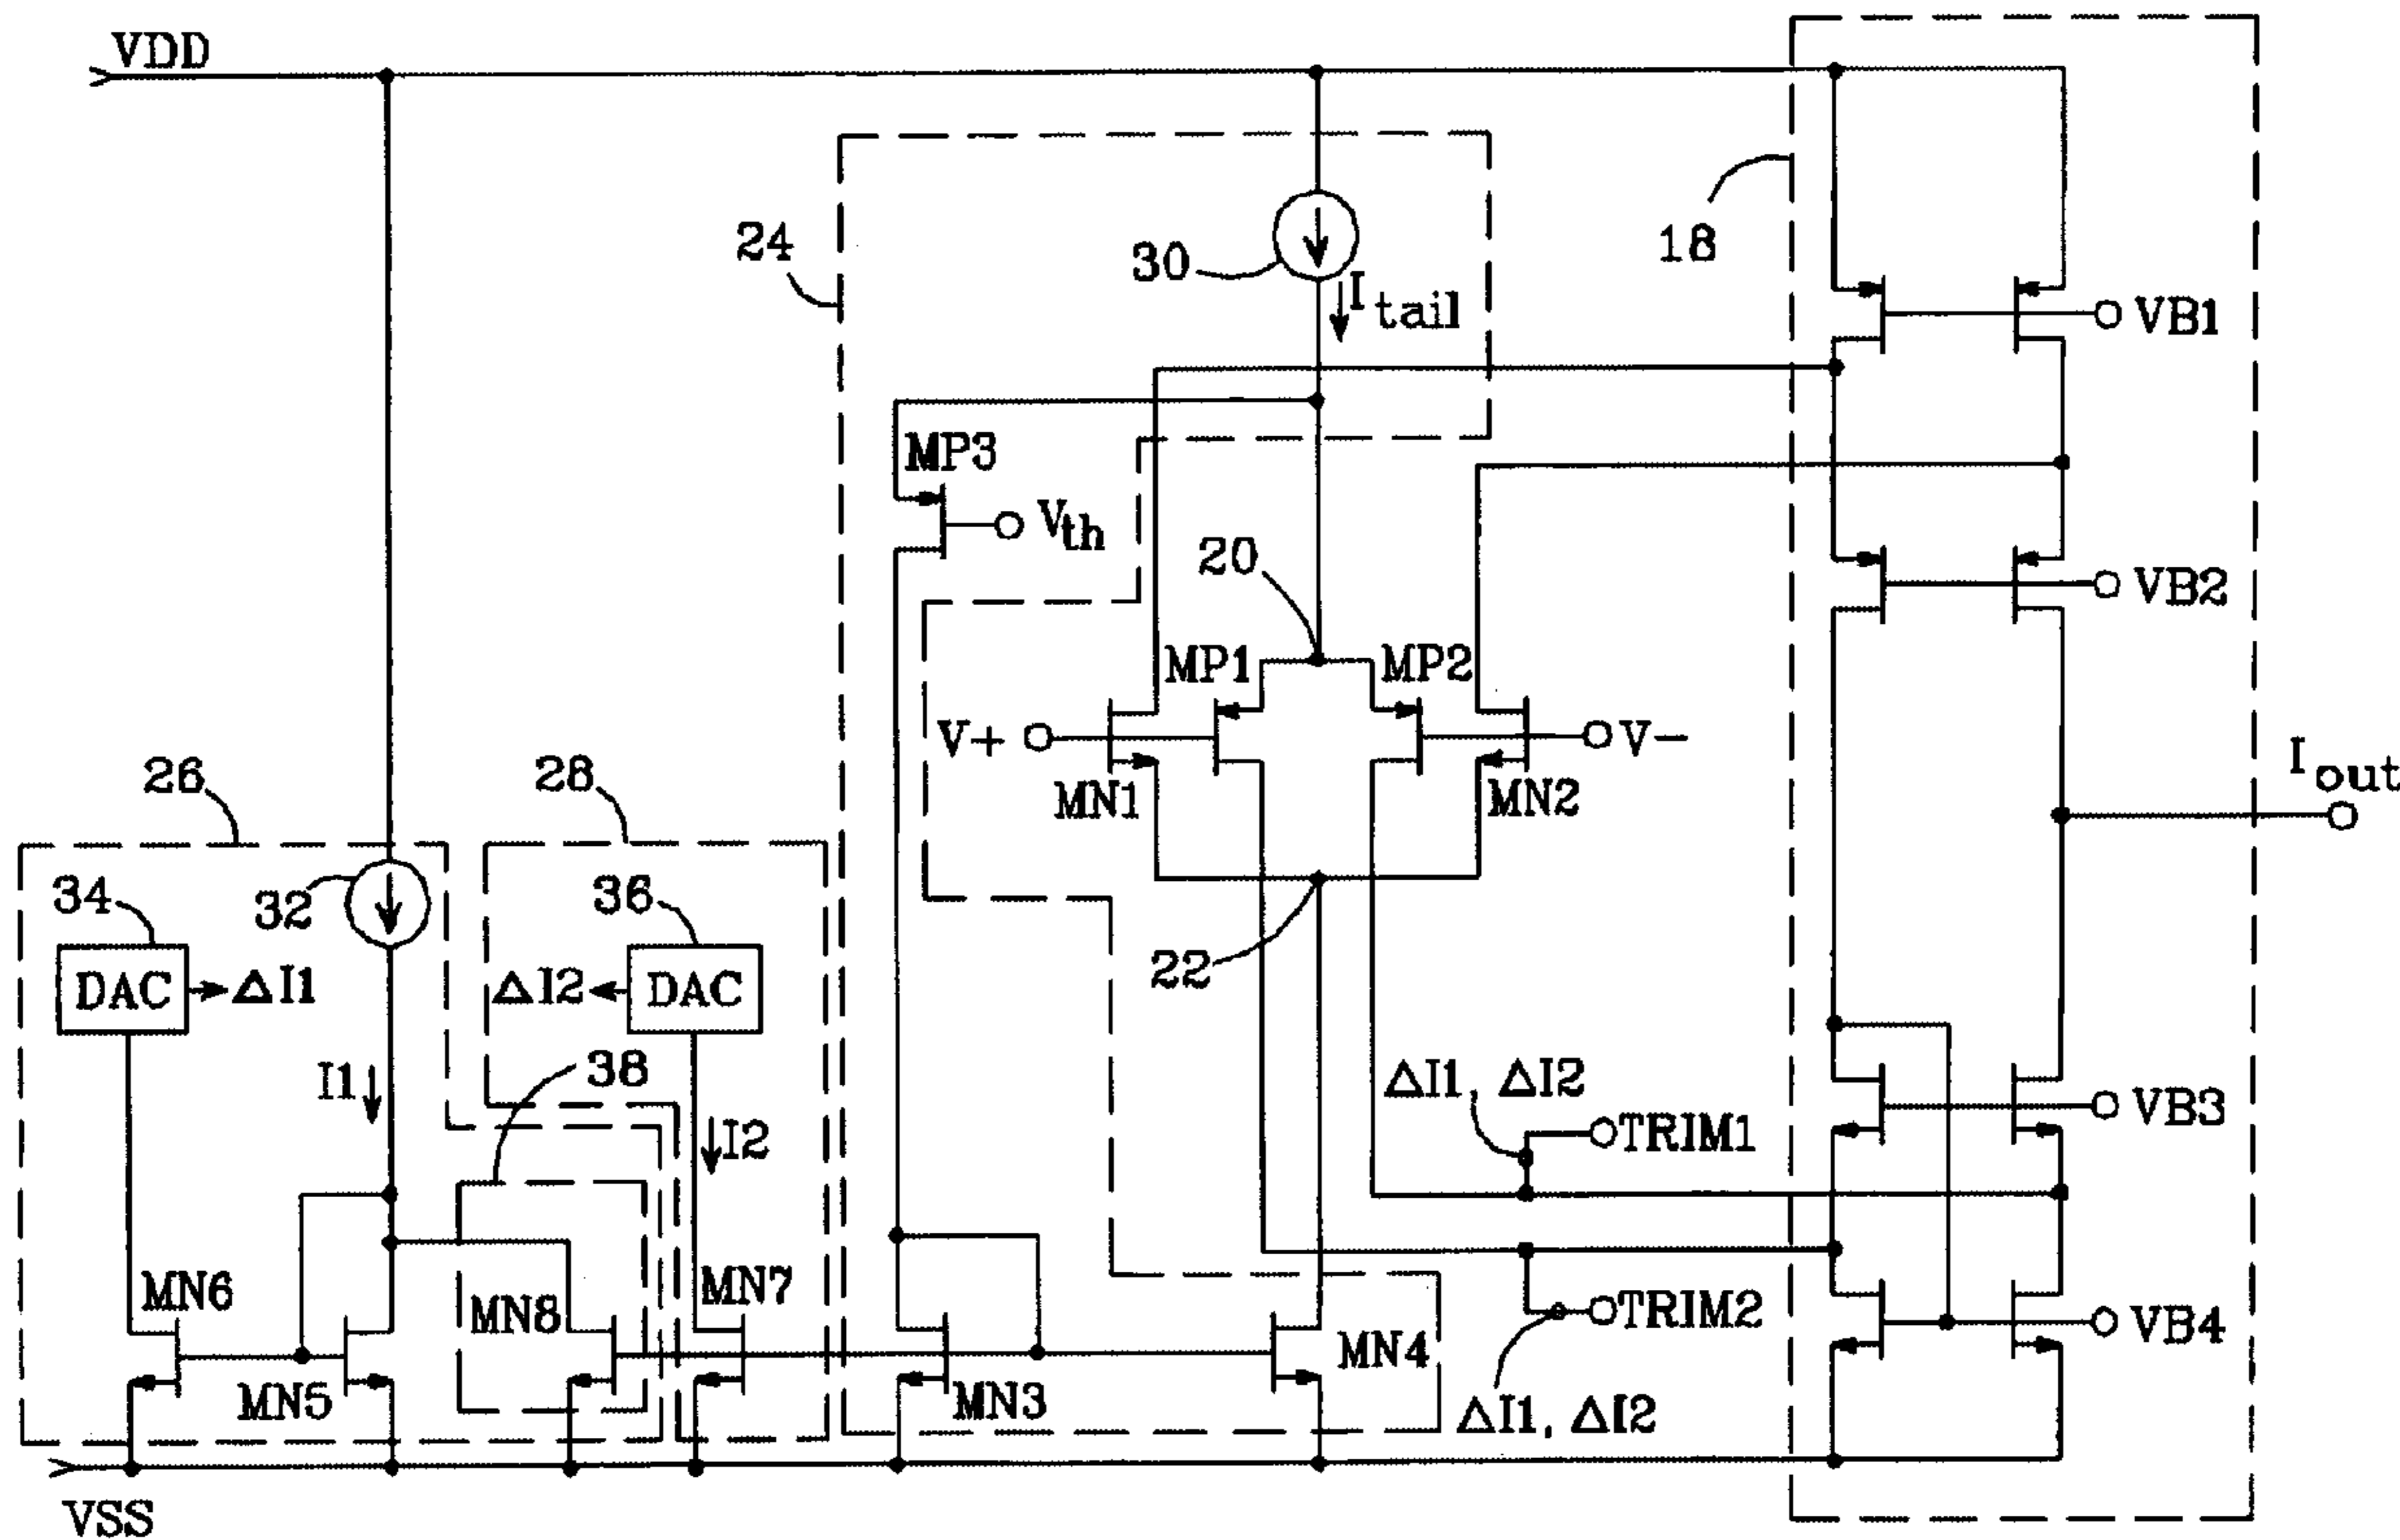 VDD
24
30
I tail
18
VB1
MP3
Vth
20
VB2
MP1
MP2
V+
V−
MN1
MN2
I out
26
28
34
32
36
22
DAC
ΔI1
ΔI2
DAC
I1
38
ΔI1, ΔI2
VB3
I2
TRIM1
MN6
MN8
MN7
TRIM2
VB4
MN5
MN3
MN4
ΔI1, ΔI2
VSS